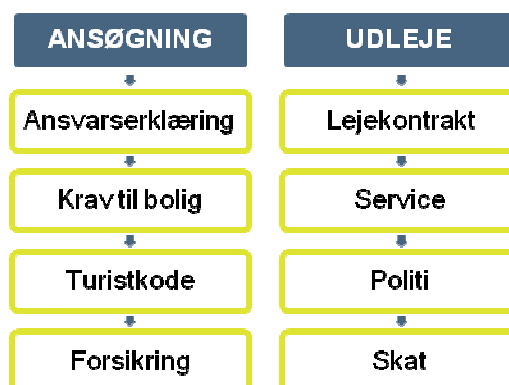 ANSØGNING
Ansvarserklæring
Krav til bolig
Turistkode
Forsikring
UDLEJE
Lejekontrakt
Service
Politi
Skat